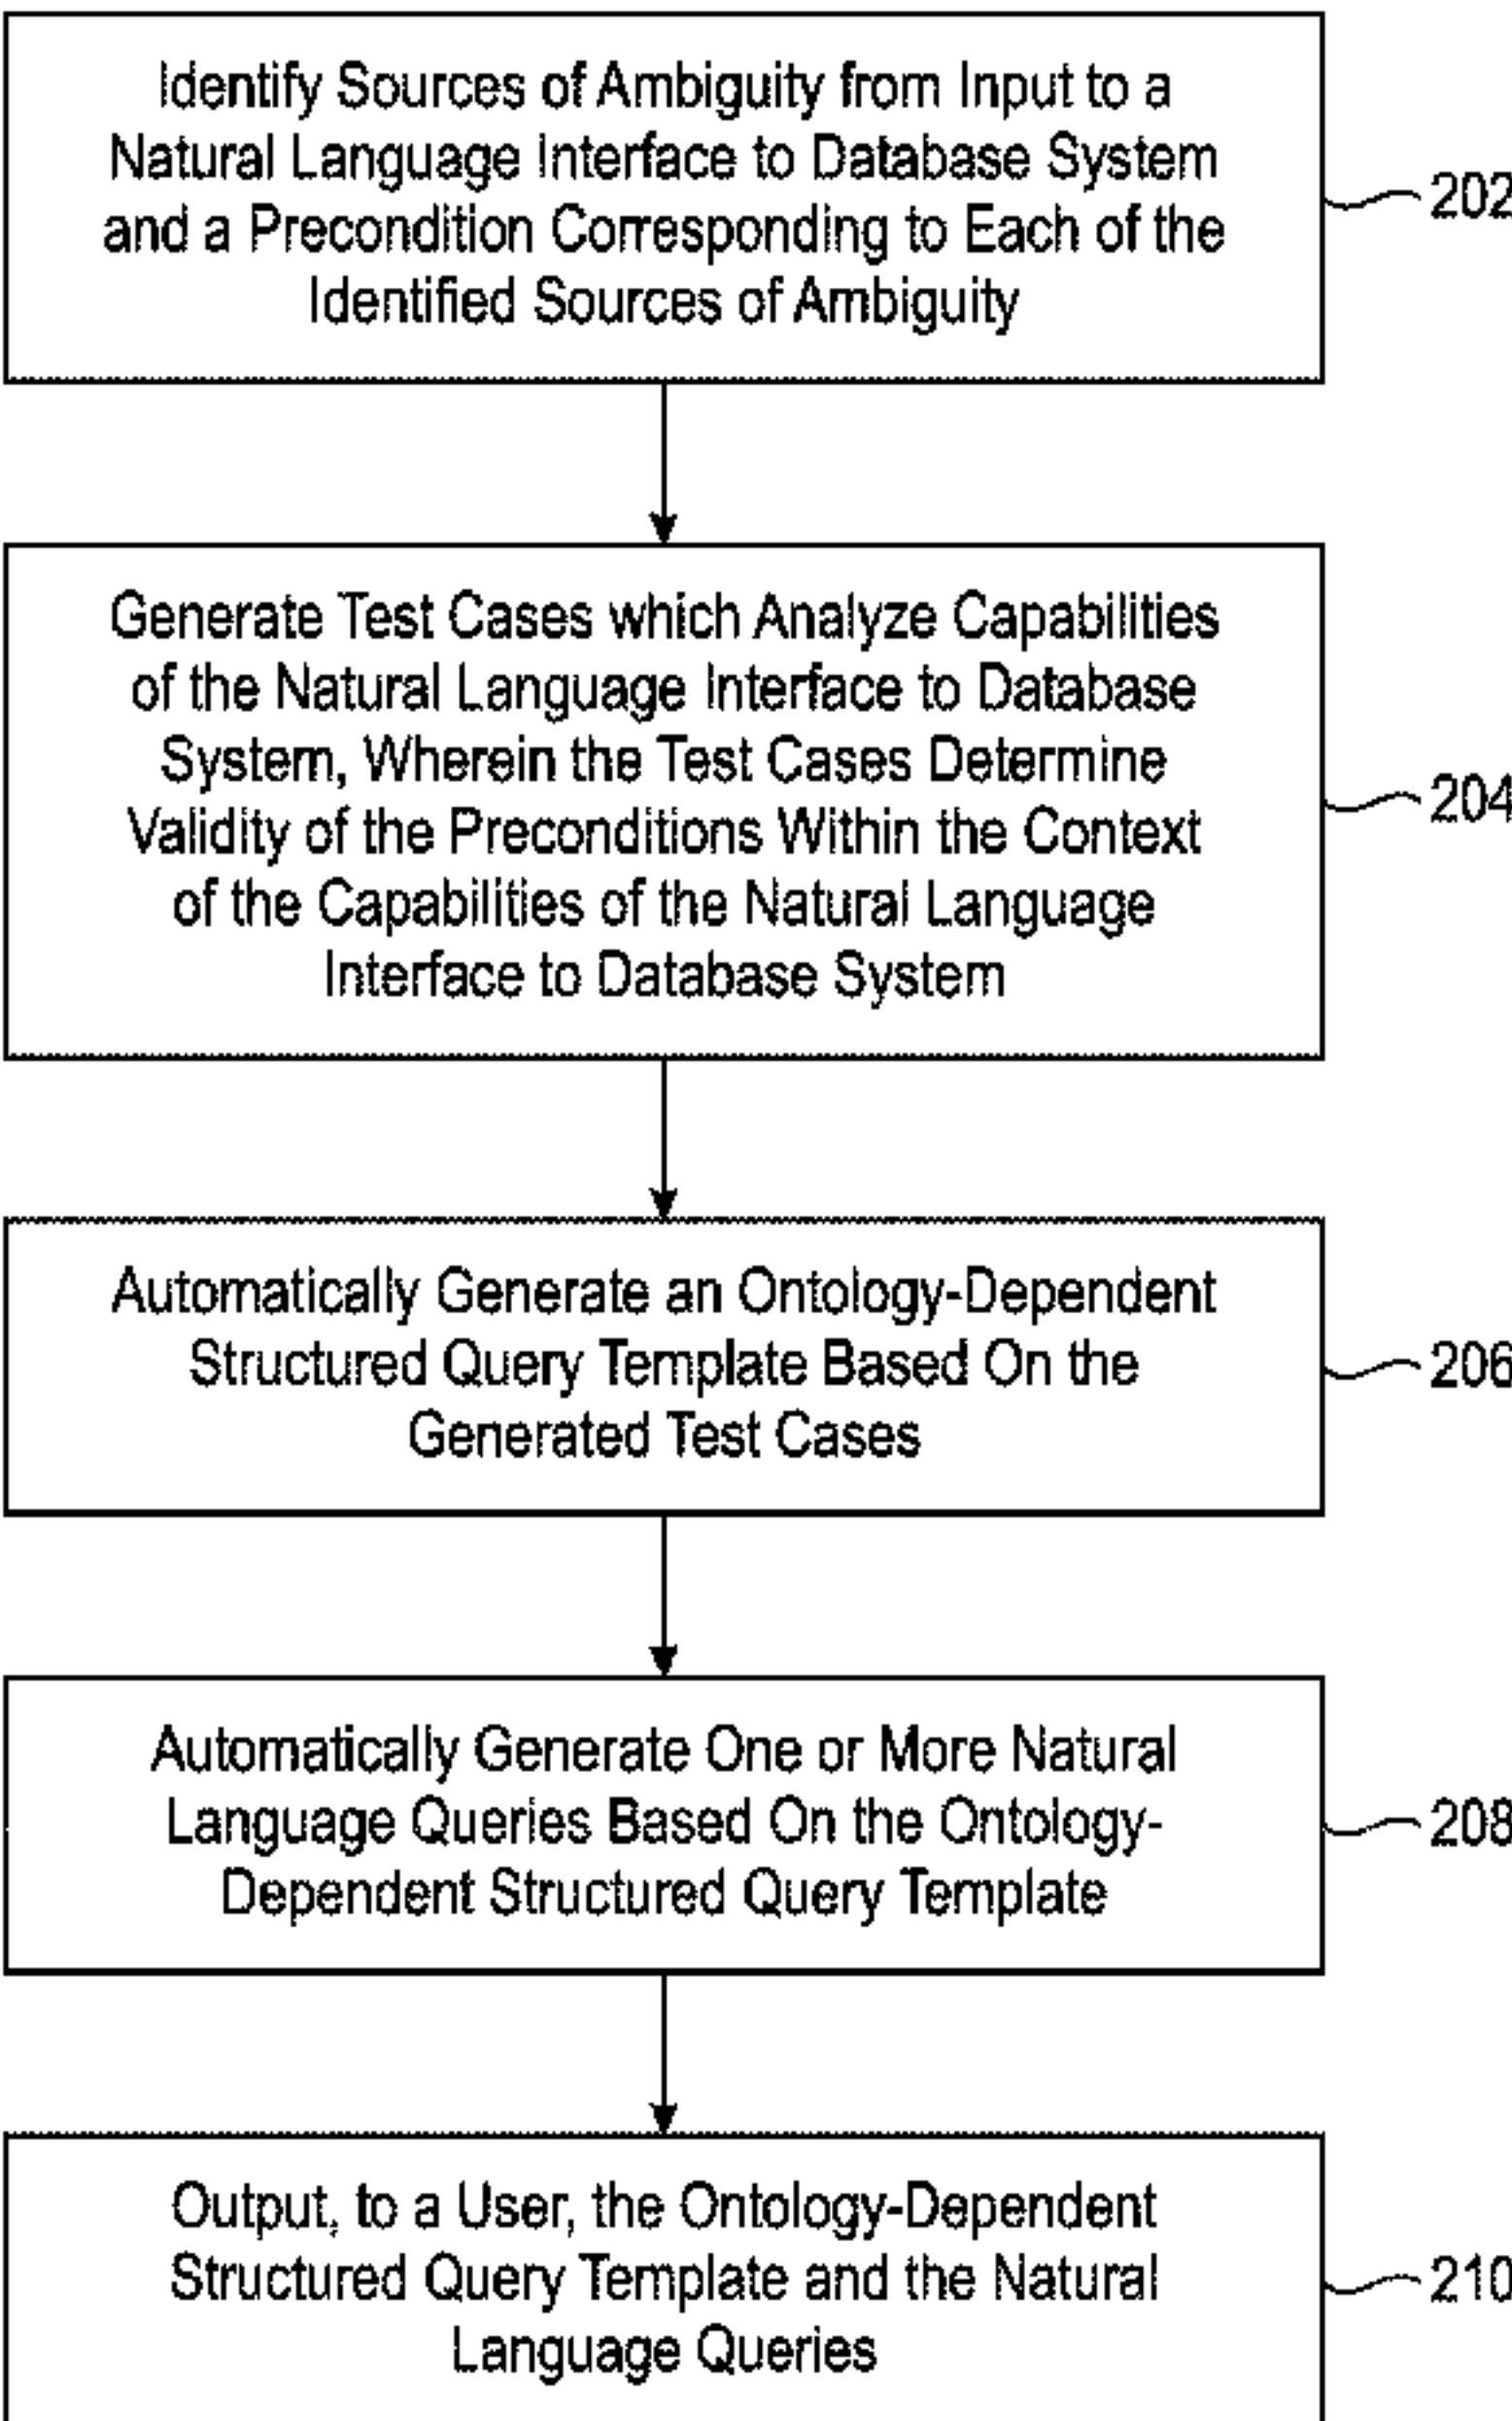 Identify Sources of Ambiguity from Input to a
Natural Language Interface to Database System
and a Precondition Corresponding to Each of the
Identified Sources of Ambiguity
202
Generate Test Cases which Analyze Capabilities
of the Natural Language Interface to Database
System, Wherein the Test Cases Determine
Validity of the Preconditions Within the Context
of the Capabilities of the Natural Language
Interface to Database System
204
Automatically Generate an Ontology-Dependent
Structured Query Template Based On the
Generated Test Cases
206
Automatically Generate One or More Natural
Language Queries Based On the Ontology-
Dependent Structured Query Template
208
Output, to a User, the Ontology-Dependent
Structured Query Template and the Natural
Language Queries
210